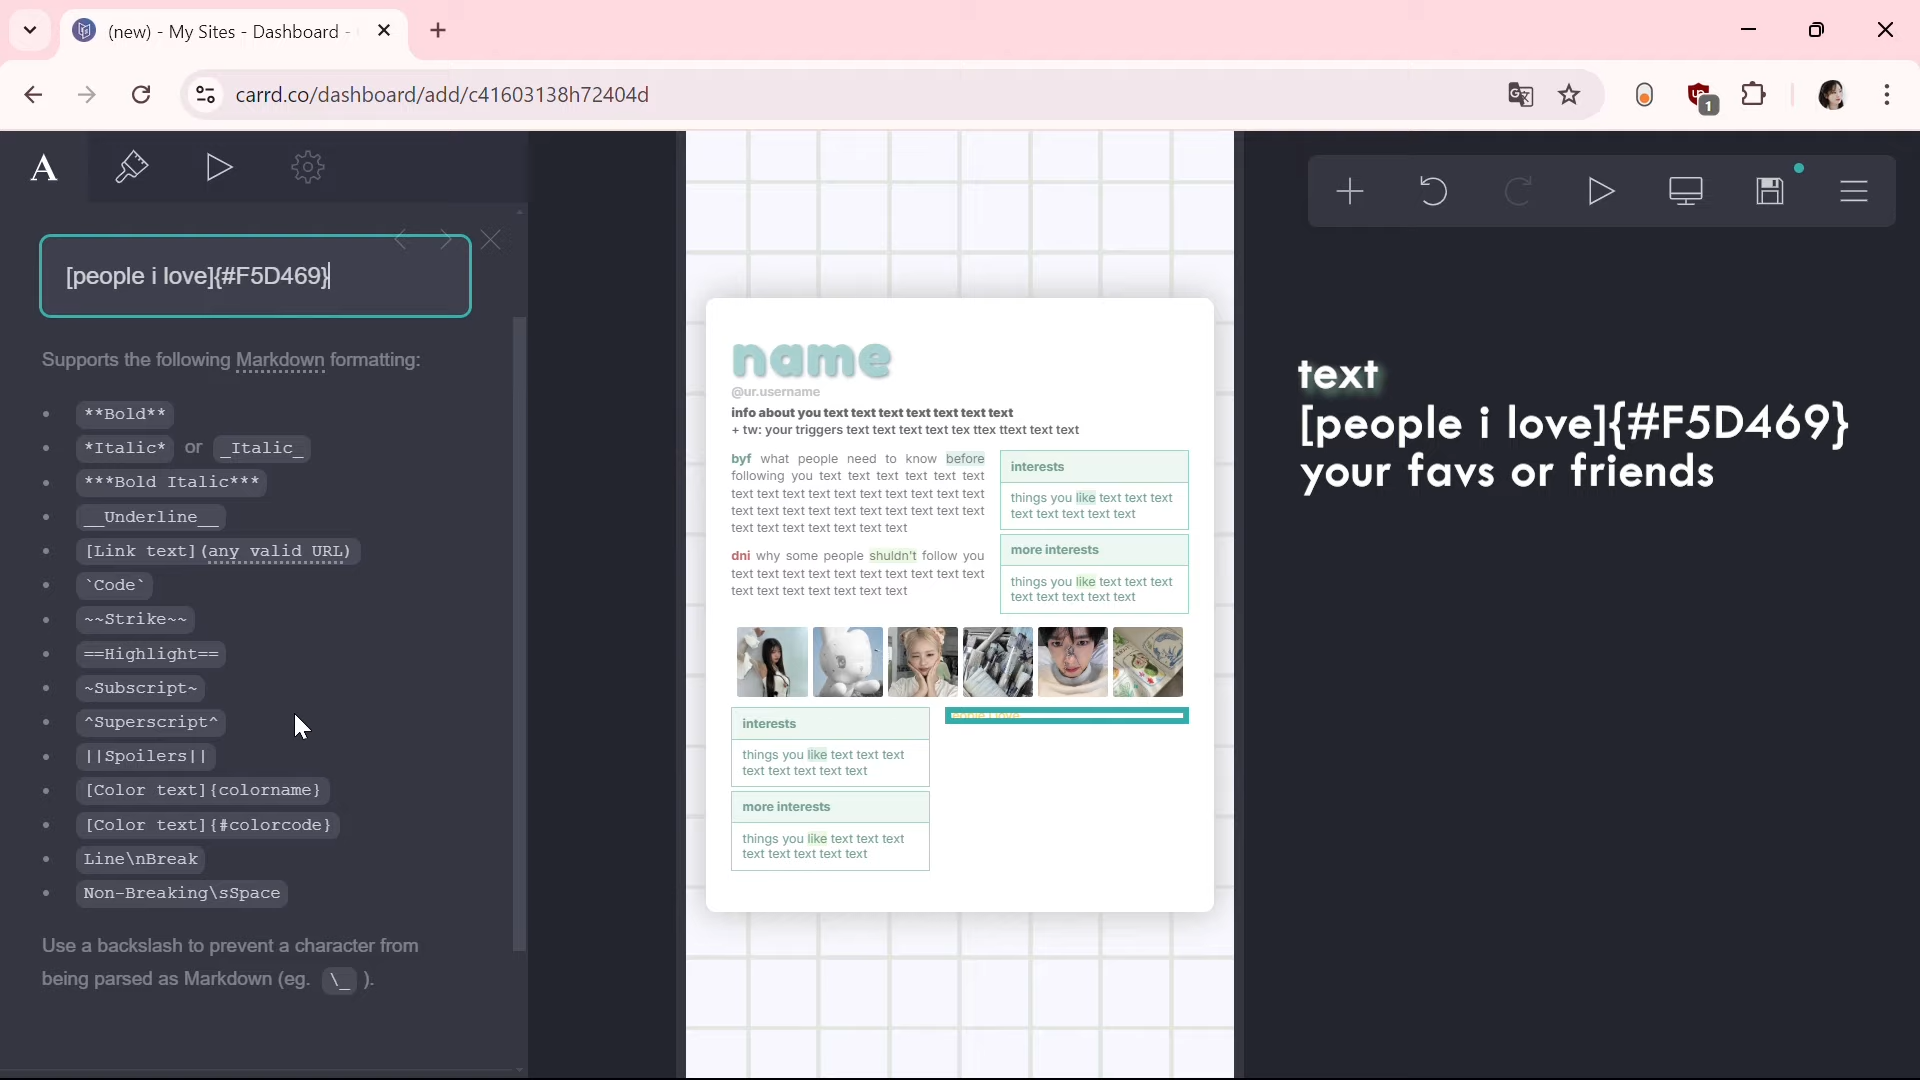 (new) - My Sites - Dashboard -
carrd.co/dashboard/add/c41603138h72404d
1
A
[people i love]{#F5D469}
Supports the following Markdown formatting:
**Bold**
*Italic* or _Italic_
***Bold Italic***
__Underline__
[Link text](any valid URL)
`Code`
~~Strike~~
==Highlight==
~Subscript~
^Superscript^
||Spoilers||
[Color text]{colorname}
[Color text]{#colorcode}
Line\nBreak
Non-Breaking\sSpace
Use a backslash to prevent a character from
being parsed as Markdown (eg. \_ ).
name
@ur.username
info about you text text text text text text text
+ tw: your triggers text text text text tex ttex ttext text text
byf what people need to know before
following you text text text text text text
text text text text text text text text text text
text text text text text text text text text text
text text text text text text text
dni why some people shuldn't follow you
text text text text text text text text text text
text text text text text text text
interests
things you like text text text
text text text text text
more interests
things you like text text text
text text text text text
interests
things you like text text text
text text text text text
more interests
things you like text text text
text text text text text
text
[people i love]{#F5D469}
your favs or friends